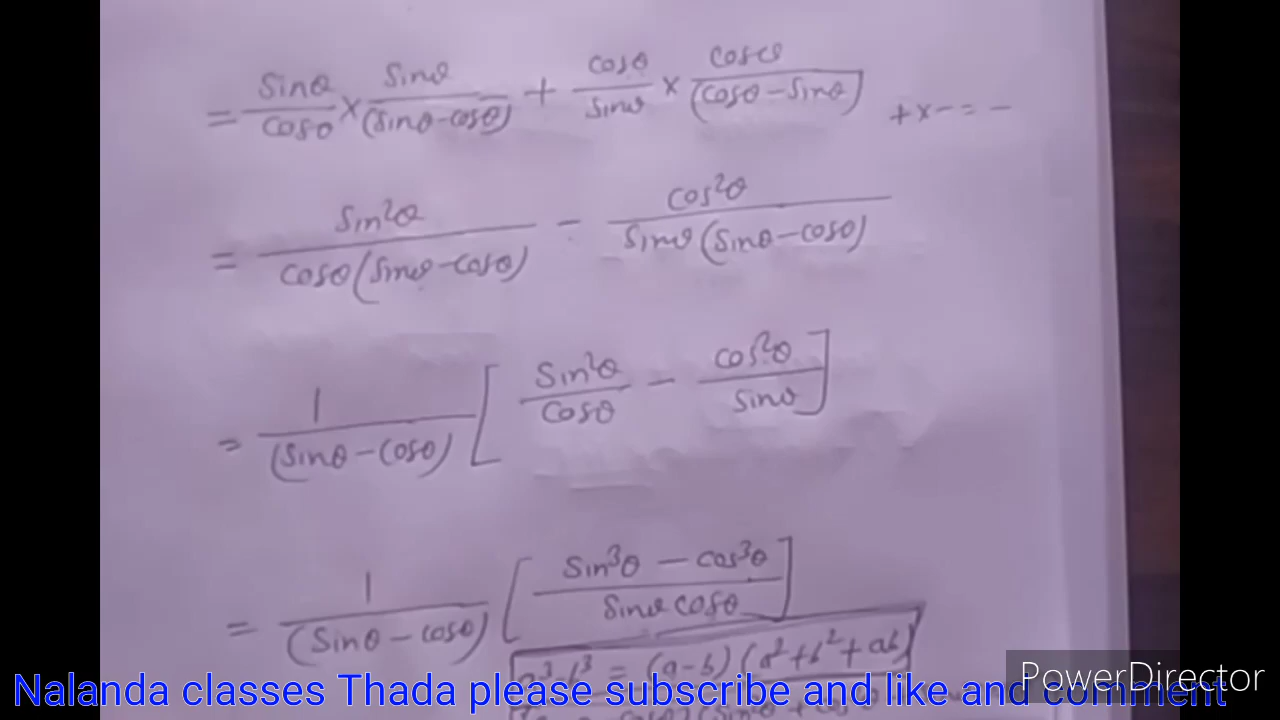 = sinθ/cosθ × sinθ/(sinθ-cosθ) + cosθ/sinθ × cosθ/(cosθ-sinθ)
+×-=-
= sin²θ/cosθ(sinθ-cosθ) - cos²θ/sinθ(sinθ-cosθ)
= 1/(sinθ-cosθ) [sin²θ/cosθ - cos²θ/sinθ]
= 1/(sinθ-cosθ) [sin³θ-cos³θ/sinθcosθ]
a³-b³ = (a-b)(a²+b²+ab)
PowerDirector
Nalanda classes Thada please subscribe and like and comment